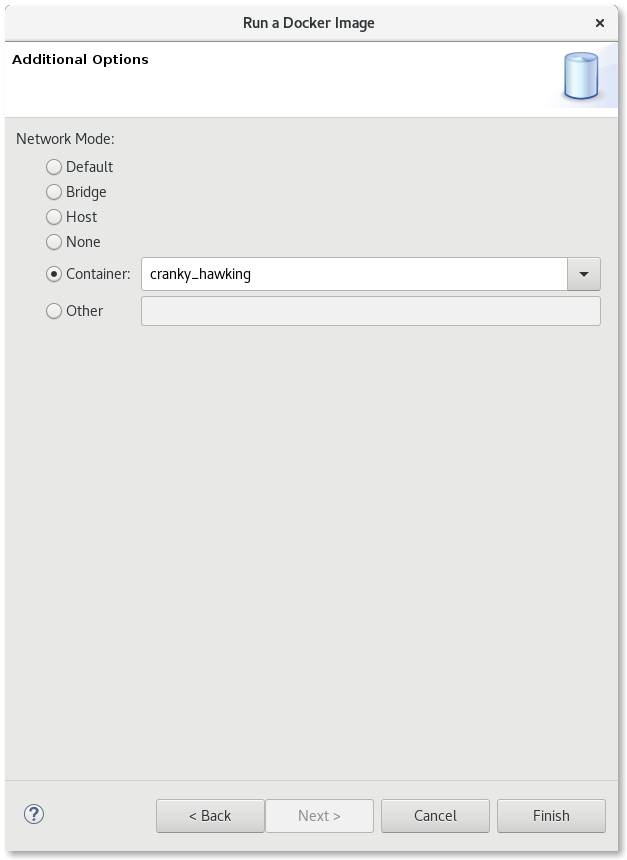 Run a Docker Image
Additional Options
Network Mode:
Default
Bridge
Host
None
Container: cranky_hawking
Other
< Back Next > Cancel Finish